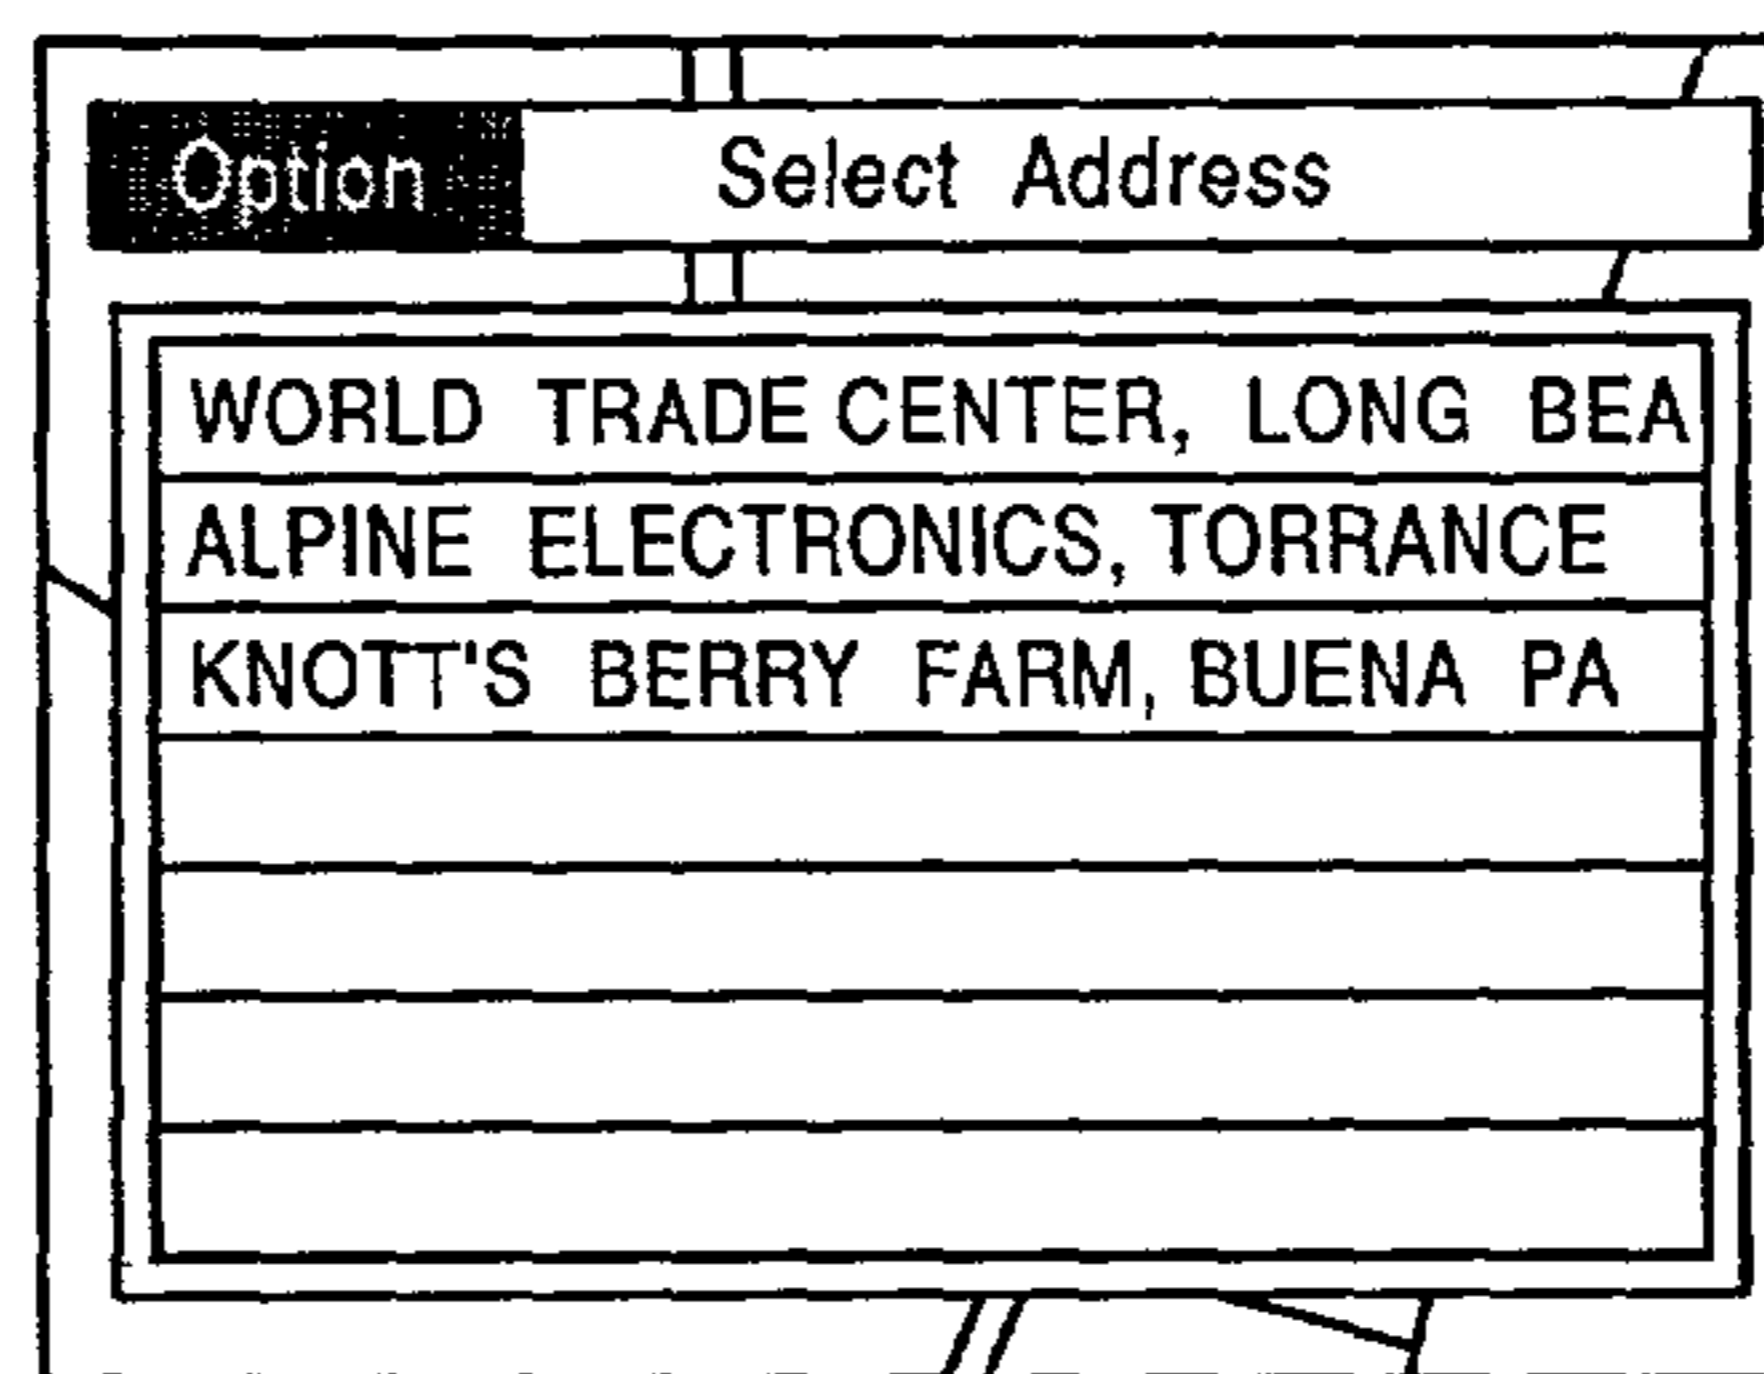 Option Select Address
WORLD TRADE CENTER, LONG BEA
ALPINE ELECTRONICS, TORRANCE
KNOTT'S BERRY FARM, BUENA PA